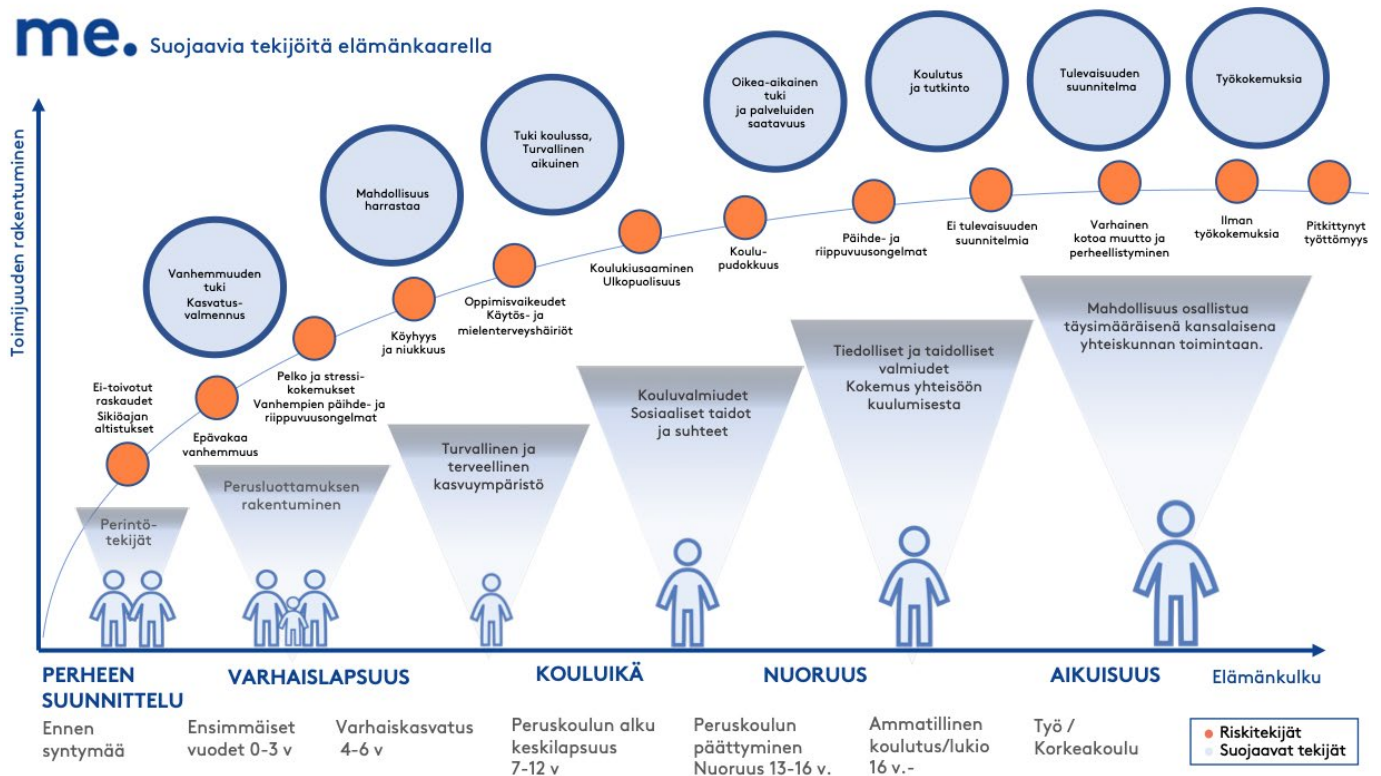 me. Suojaavia tekijöitä elämänkaarella
Toimijuuden rakentuminen
Vanhemmuuden
tuki
Kasvatus-
valmennus
Mahdollisuus
harrastaa
Tuki koulussa,
Turvallinen
aikuinen
Oikea-aikainen
tuki
ja palveluiden
saatavuus
Koulutus
ja tutkinto
Tulevaisuuden
suunnitelma
Työkokemuksia
Ei-toivotut
raskaudet
Sikiöajan
altistukset
Epävakaa
vanhemmuus
Pelko ja stressi-
kokemukset
Vanhempien päihde- ja
riippuvuusongelmat
Köyhyys
ja niukkuus
Oppimisvaikeudet
Käytös- ja
mielenterveyshäiriöt
Koulukiusaaminen
Ulkopuolisuus
Koulu-
pudokkuus
Päihde- ja
riippuvuusongelmat
Ei tulevaisuuden
suunnitelmia
Varhainen
kotoa muutto ja
perheellistyminen
Ilman
työkokemuksia
Pitkittynyt
työttömyys
Perintö-
tekijät
Perusluottamuksen
rakentuminen
Turvallinen ja
terveellinen
kasvuympäristö
Kouluvalmiudet
Sosiaaliset taidot
ja suhteet
Tiedolliset ja taidolliset
valmiudet
Kokemus yhteisöön
kuulumisesta
Mahdollisuus osallistua
täysimääräisenä kansalaisena
yhteiskunnan toimintaan.
PERHEEN
SUUNNITTELU
VARHAISLAPSUUS
KOULUIKÄ
NUORUUS
AIKUISUUS
Elämänkulku
Ennen
syntymää
Ensimmäiset
vuodet 0-3 v
Varhaiskasvatus
4-6 v
Peruskoulun alku
keskilapsuus
7-12 v
Peruskoulun
päättyminen
Nuoruus 13-16 v.
Ammatillinen
koulutus/lukio
16 v.-
Työ /
Korkeakoulu
Riskitekijät
Suojaavat tekijät